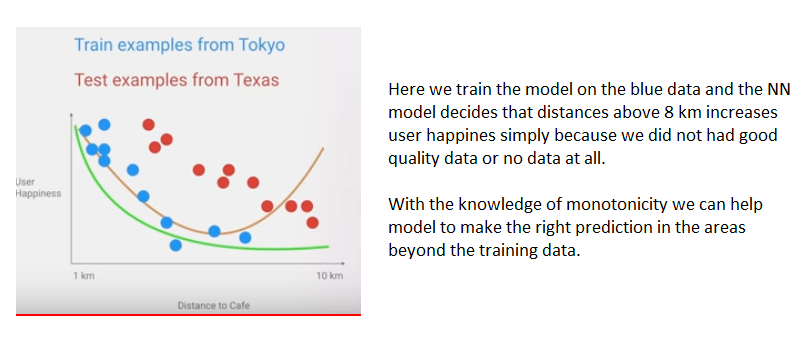 Train examples from Tokyo
Test examples from Texas
User
Happiness
1 km
10 km
Distance to Cafe
Here we train the model on the blue data and the NN
model decides that distances above 8 km increases
user happines simply because we did not had good
quality data or no data at all.
With the knowledge of monotonicity we can help
model to make the right prediction in the areas
beyond the training data.